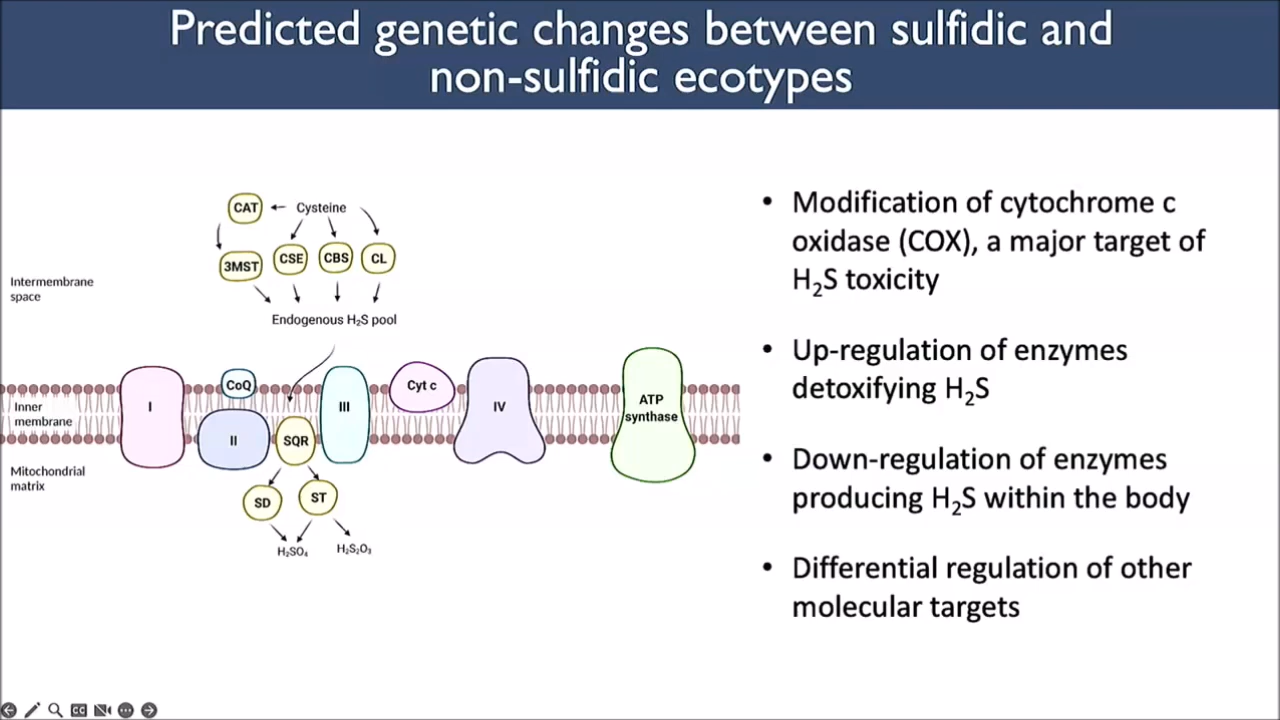 Predicted genetic changes between sulfidic and
non-sulfidic ecotypes
CAT
Cysteine
3MST
CSE
CBS
CL
Intermembrane
space
Endogenous H₂S pool
CoQ
Cyt c
I
III
IV
ATP
synthase
Inner
membrane
II
SQR
Mitochondrial
matrix
SD
ST
H₂SO₄
H₂S₂O₃
• Modification of cytochrome c
oxidase (COX), a major target of
H₂S toxicity
• Up-regulation of enzymes
detoxifying H₂S
• Down-regulation of enzymes
producing H₂S within the body
• Differential regulation of other
molecular targets
CC